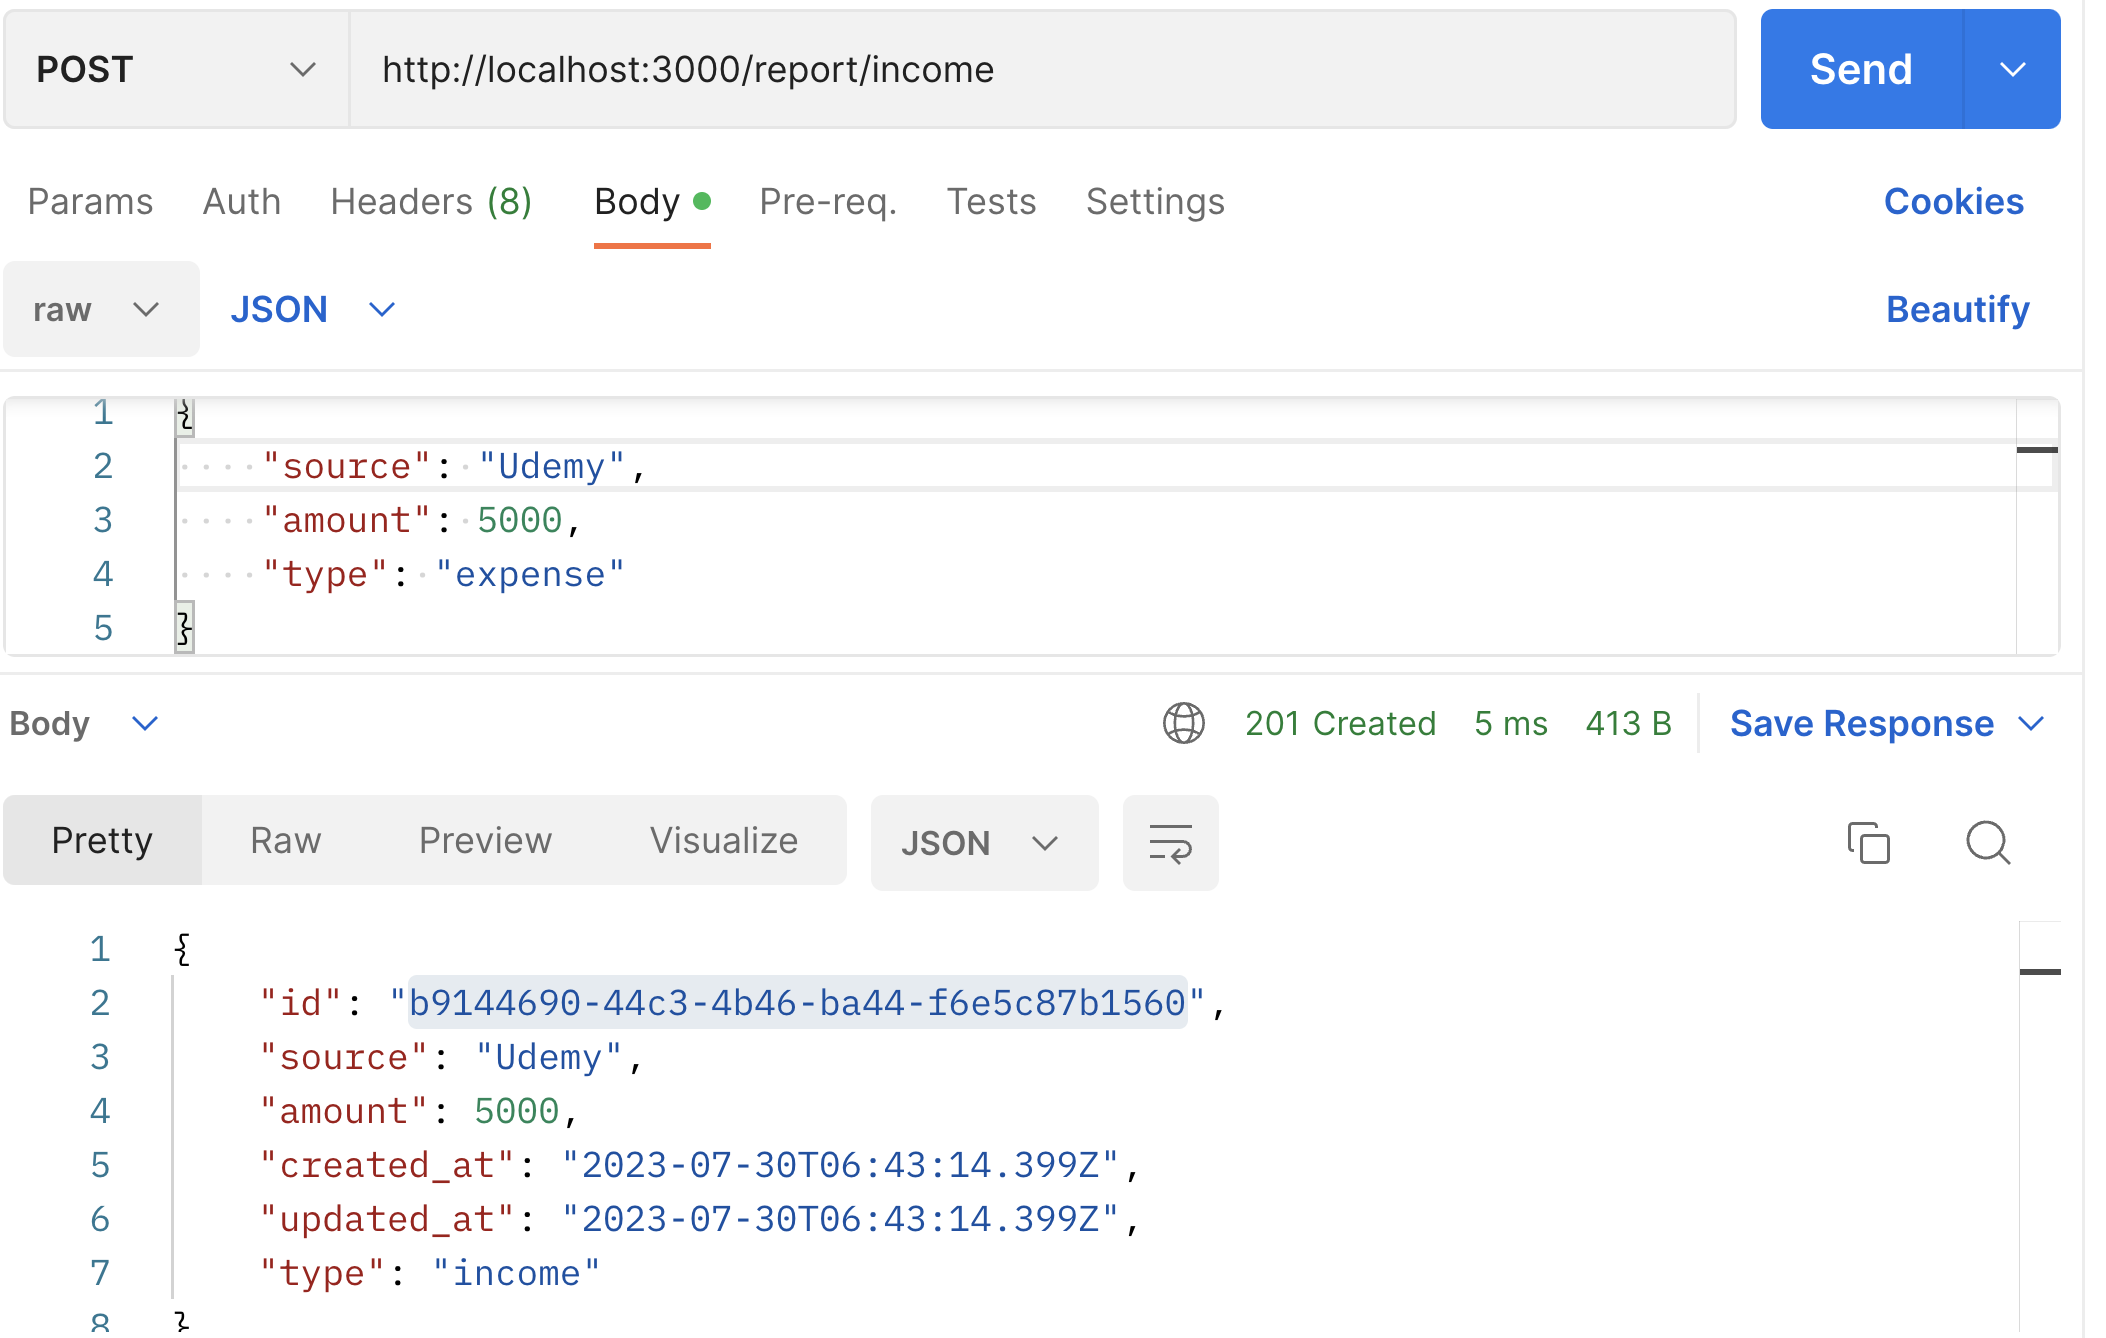 POST http://localhost:3000/report/income Send
Params Auth Headers (8) Body Pre-req. Tests Settings Cookies
raw JSON Beautify
1 {
2 "source": "Udemy",
3 "amount": 5000,
4 "type": "expense"
5 }
Body 201 Created 5 ms 413 B Save Response
Pretty Raw Preview Visualize JSON
1 {
2 "id": "b9144690-44c3-4b46-ba44-f6e5c87b1560",
3 "source": "Udemy",
4 "amount": 5000,
5 "created_at": "2023-07-30T06:43:14.399Z",
6 "updated_at": "2023-07-30T06:43:14.399Z",
7 "type": "income"
8 }